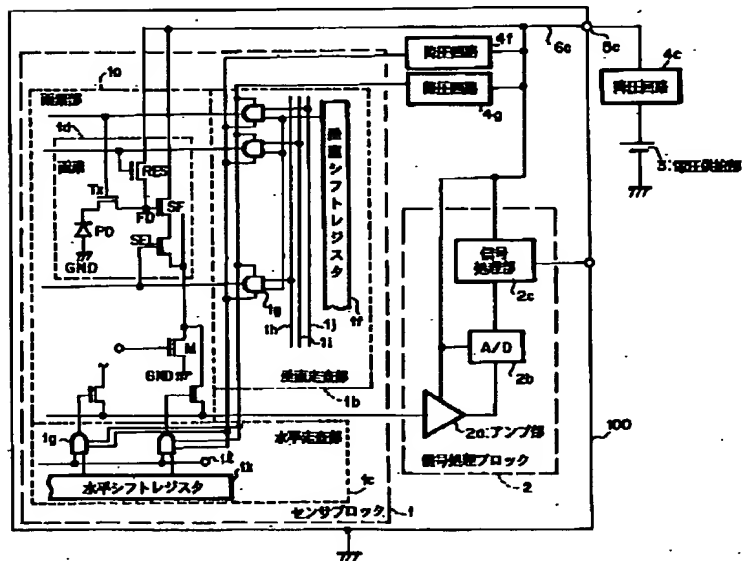 6c
5c
4f
降圧回路
4c
降圧回路
降圧回路
4g
3:電圧供給部
1a
画素部
1d
画素
RES
Tx
FD
SF
PD
SEL
GND
垂直シフトレジスタ
1f
1g
1h
1i
1j
垂直走査部
1b
M
GND
信号
処理部
2c
A/D
2b
2a:アンプ部
信号処理ブロック
2
100
1g
水平走査部
1k
水平シフトレジスタ
1c
センサブロック
1